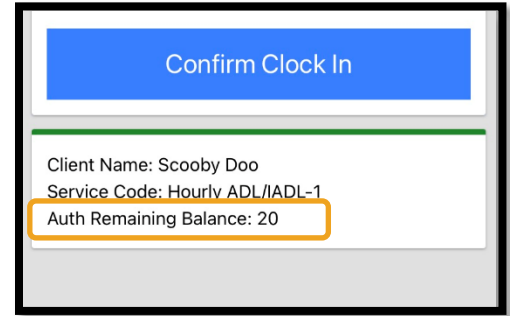 Confirm Clock In
Client Name: Scooby Doo
Service Code: Hourly ADL/IADL-1
Auth Remaining Balance: 20